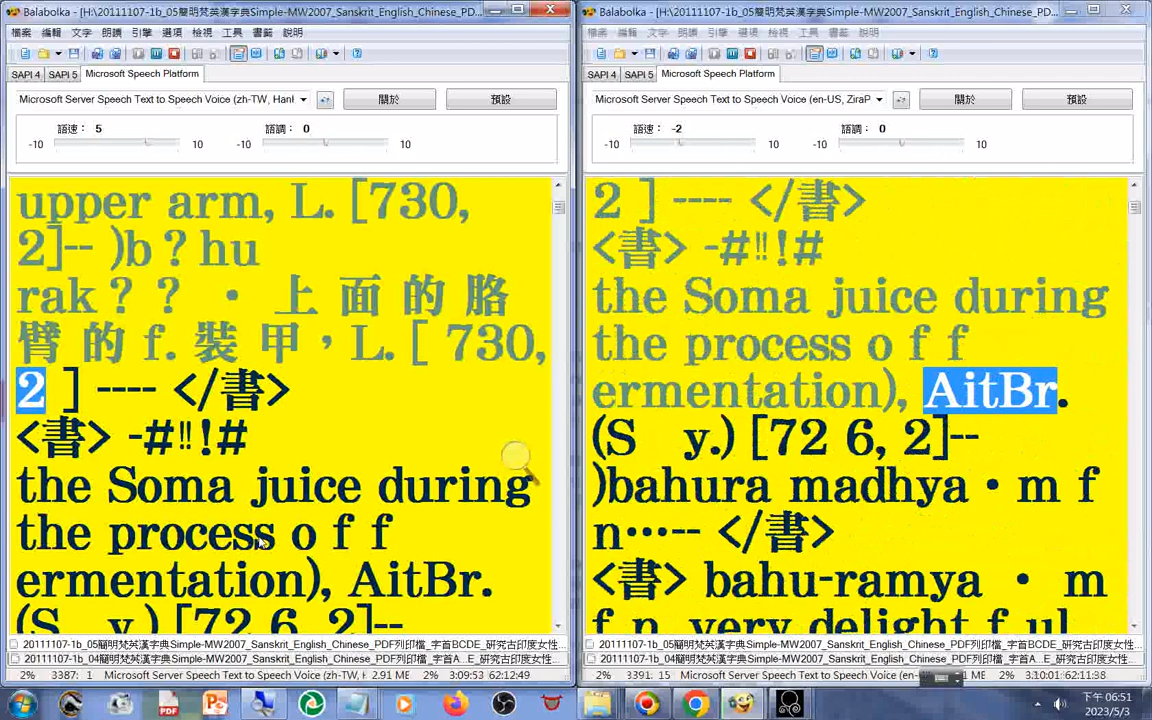 Balabolka - [H:\20111107-1b_05簡明梵英漢字典Simple-MW2007_Sanskrit_English_Chinese_PD...
檔案 編輯 文字 朗讀 引擎 選項 檢視 工具 書籤 說明
SAPI 4 SAPI 5 Microsoft Speech Platform
Microsoft Server Speech Text to Speech Voice (zh-TW, Hanl
關於 預設
語速： 5 語調： 0
-10 10 -10 10
upper arm, L. [730,
2]-- )b？hu
rak？？ • 上 面 的 胳
臂 的 f. 裝 甲，L. [ 730,
2 ] ---- </書>
<書> -#‼!#
the Soma juice during
the process o f f
ermentation), AitBr.
(S y.) [72 6, 2]--
20111107-1b_05簡明梵英漢字典Simple-MW2007_Sanskrit_English_Chinese_PDF列印檔_字首BCDE_研究古印度女性...
20111107-1b_04簡明梵英漢字典Simple-MW2007_Sanskrit_English_Chinese_PDF列印檔_字首A...E_研究古印度女性...
2% 3387: 1 Microsoft Server Speech Text to Speech Voice (zh-TW, H 2.91 ME 2% 3:09:53 62:12:49
Balabolka - [H:\20111107-1b_05簡明梵英漢字典Simple-MW2007_Sanskrit_English_Chinese_PD...
檔案 編輯 文字 朗讀 引擎 選項 檢視 工具 書籤 說明
SAPI 4 SAPI 5 Microsoft Speech Platform
Microsoft Server Speech Text to Speech Voice (en-US, ZiraP
關於 預設
語速： -2 語調： 0
-10 10 -10 10
2 ] ---- </書>
<書> -#‼!#
the Soma juice during
the process o f f
ermentation), AitBr.
(S y.) [72 6, 2]--
)bahura madhya • m f
n…-- </書>
<書> bahu-ramya • m
f n. very delight f ul
20111107-1b_05簡明梵英漢字典Simple-MW2007_Sanskrit_English_Chinese_PDF列印檔_字首BCDE_研究古印度女性...
20111107-1b_04簡明梵英漢字典Simple-MW2007_Sanskrit_English_Chinese_PDF列印檔_字首A...E_研究古印度女性...
2% 3391: 15 Microsoft Server Speech Text to Speech Voice (en- ME 2% 3:10:01 62:11:38
下午 06:51
2023/5/3